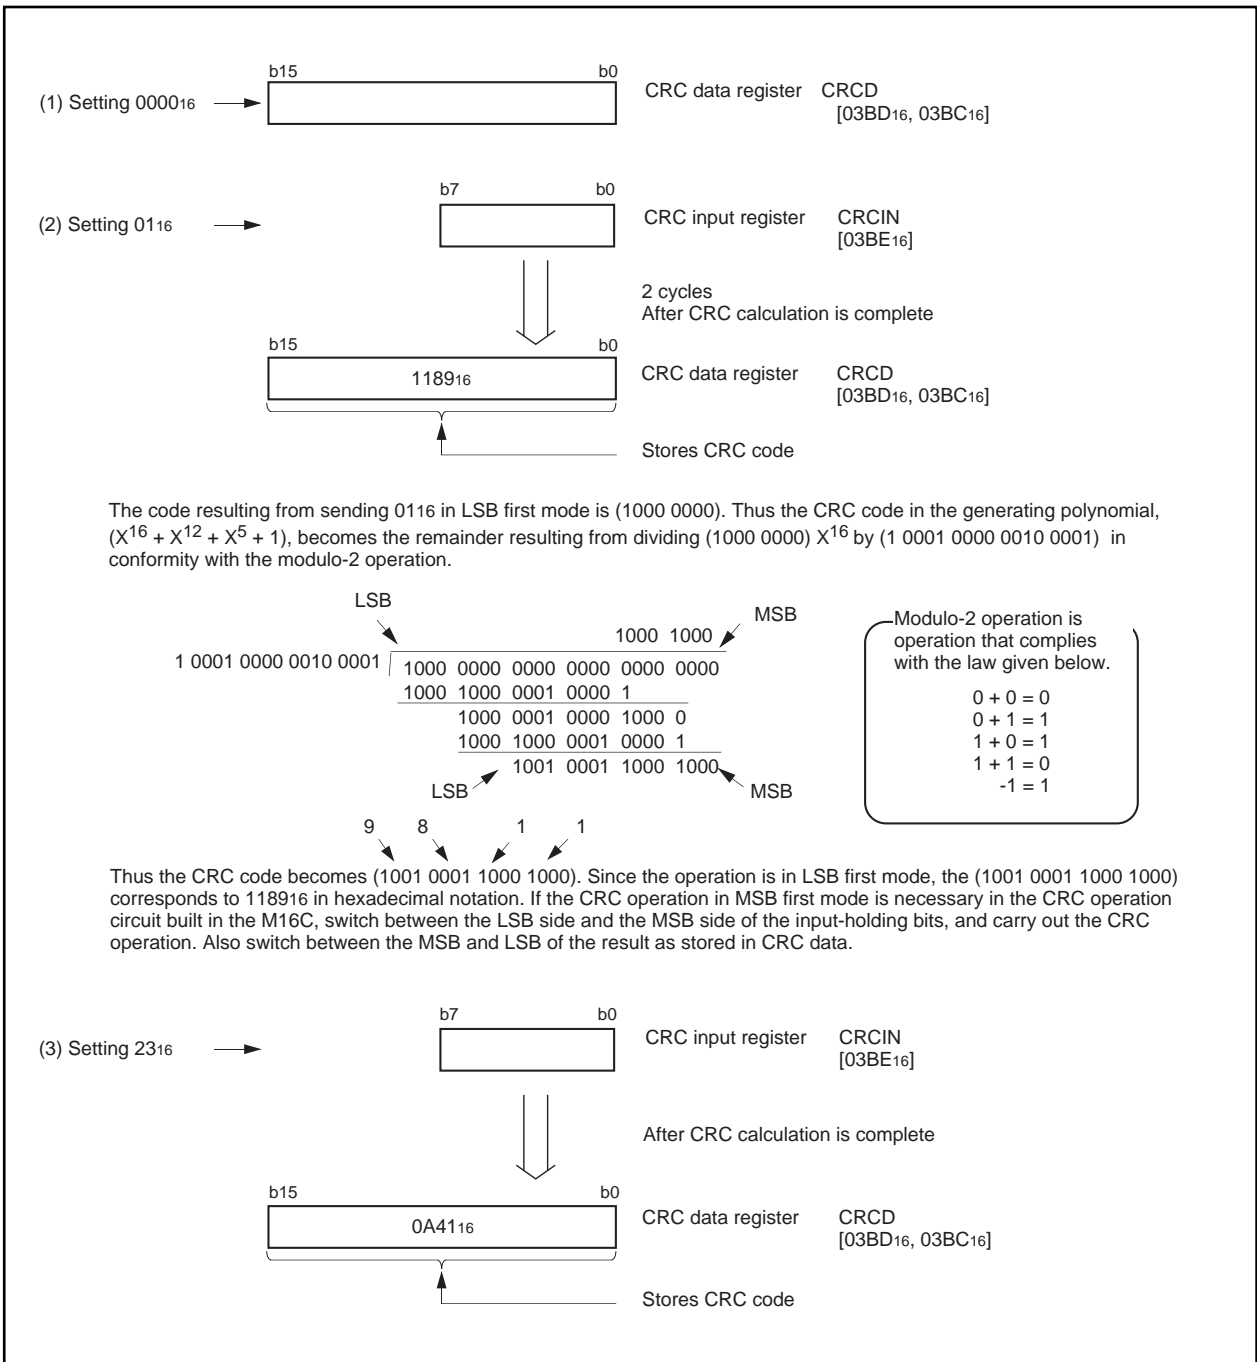 b15 b0
(1) Setting 0000₁₆ CRC data register CRCD
[03BD₁₆, 03BC₁₆]
b7 b0
(2) Setting 01₁₆ CRC input register CRCIN
[03BE₁₆]
2 cycles
After CRC calculation is complete
b15 b0
1189₁₆ CRC data register CRCD
[03BD₁₆, 03BC₁₆]
Stores CRC code
The code resulting from sending 01₁₆ in LSB first mode is (1000 0000). Thus the CRC code in the generating polynomial,
(X¹⁶ + X¹² + X⁵ + 1), becomes the remainder resulting from dividing (1000 0000) X¹⁶ by (1 0001 0000 0010 0001) in
conformity with the modulo-2 operation.
LSB MSB
1000 1000
1 0001 0000 0010 0001 1000 0000 0000 0000 0000 0000
1000 1000 0001 0000 1
1000 0001 0000 1000 0
1000 1000 0001 0000 1
1001 0001 1000 1000
LSB MSB
Modulo-2 operation is
operation that complies
with the law given below.
0 + 0 = 0
0 + 1 = 1
1 + 0 = 1
1 + 1 = 0
-1 = 1
9 8 1 1
Thus the CRC code becomes (1001 0001 1000 1000). Since the operation is in LSB first mode, the (1001 0001 1000 1000)
corresponds to 1189₁₆ in hexadecimal notation. If the CRC operation in MSB first mode is necessary in the CRC operation
circuit built in the M16C, switch between the LSB side and the MSB side of the input-holding bits, and carry out the CRC
operation. Also switch between the MSB and LSB of the result as stored in CRC data.
b7 b0
(3) Setting 23₁₆ CRC input register CRCIN
[03BE₁₆]
After CRC calculation is complete
b15 b0
0A41₁₆ CRC data register CRCD
[03BD₁₆, 03BC₁₆]
Stores CRC code